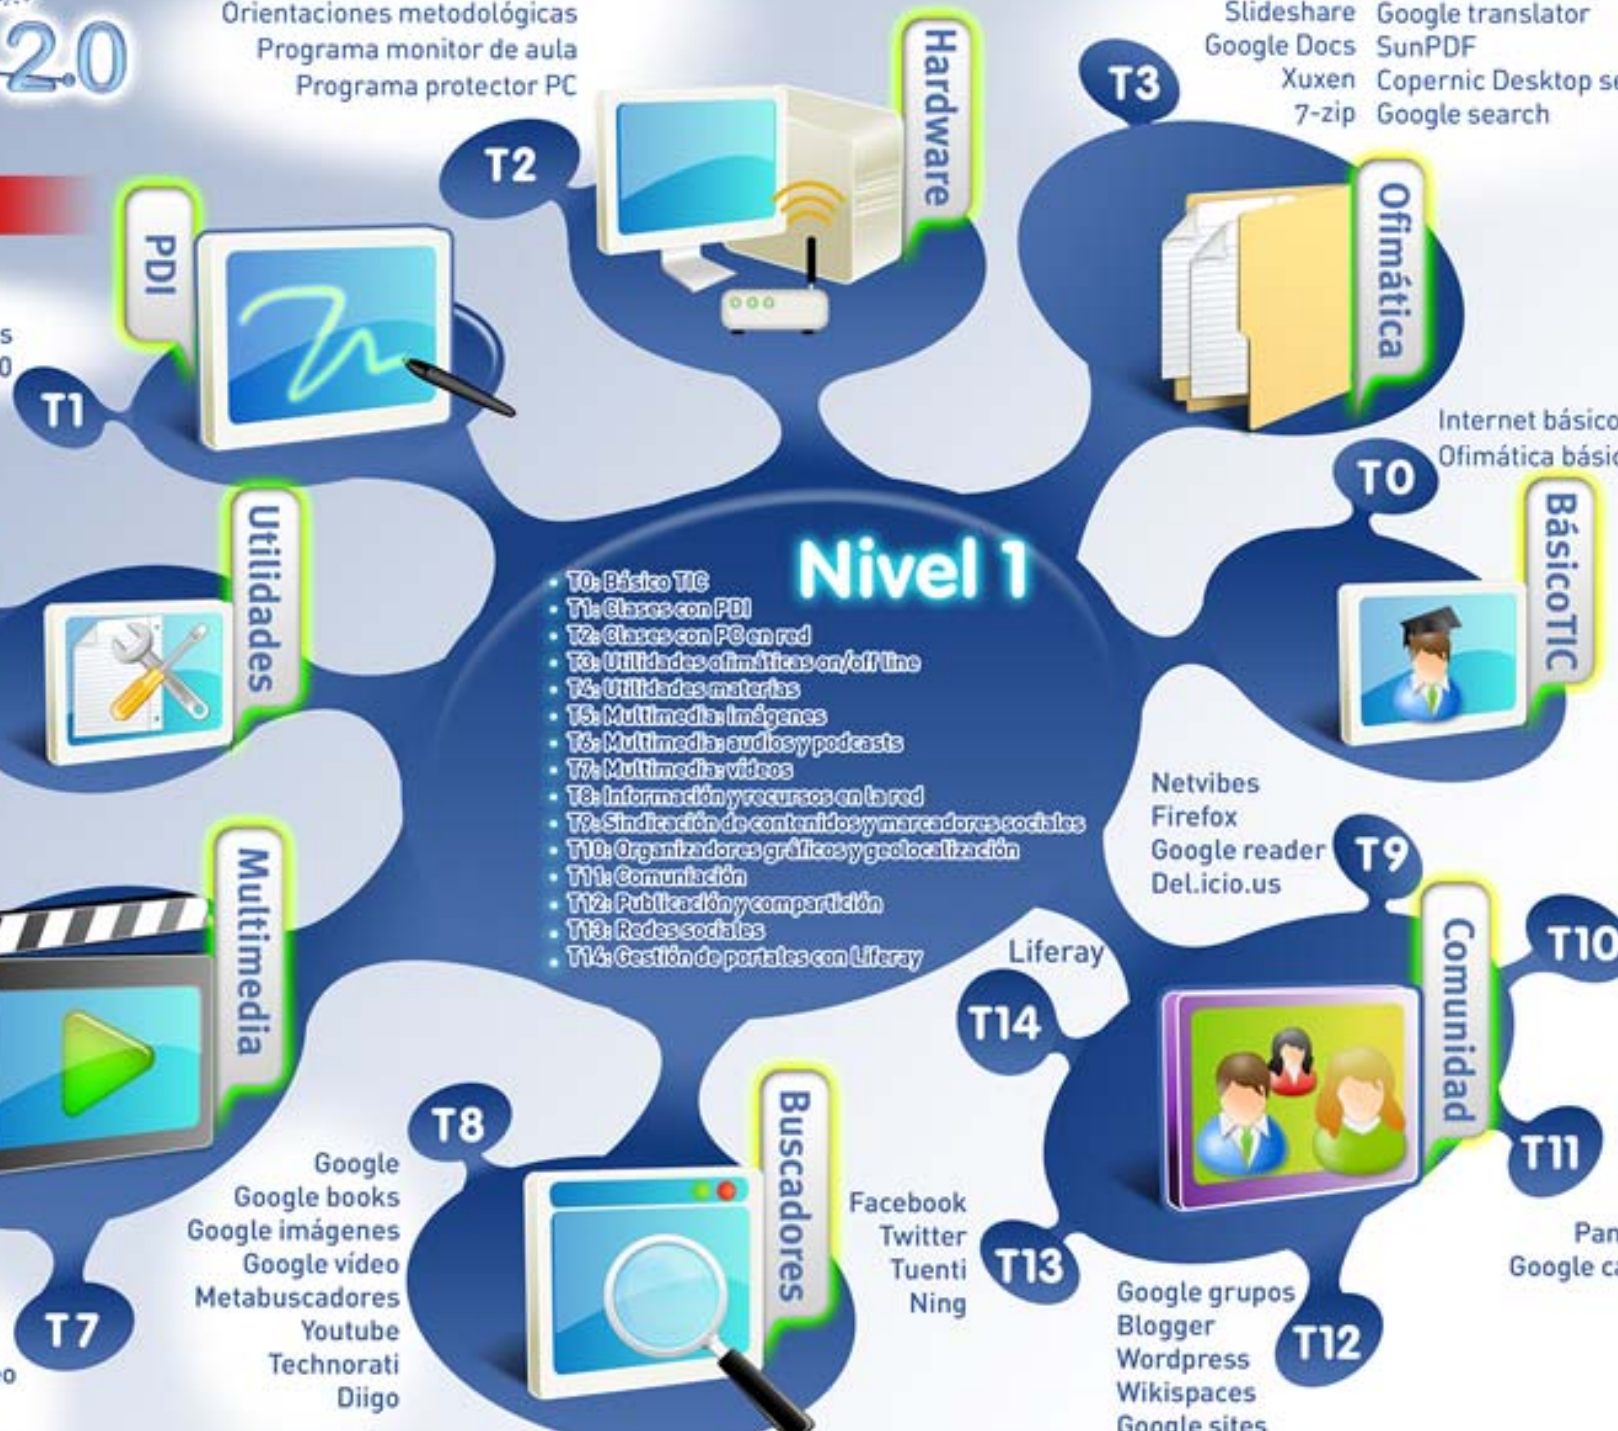 2.0
Orientaciones metodológicas
Programa monitor de aula
Programa protector PC
T2
Hardware
T3
Slideshare
Google Docs
Xuxen
7-zip
Google translator
SunPDF
Copernic Desktop
Google search
Ofimática
PDI
T1
Internet básico
Ofimática
T0
BásicoTIC
Utilidades
Nivel 1
• T0: Básico TIC
• T1: Clases con PDI
• T2: Clases con PC en red
• T3: Utilidades ofimáticas on/off line
• T4: Utilidades materias
• T5: Multimedia: imágenes
• T6: Multimedia: audios y podcasts
• T7: Multimedia: vídeos
• T8: Información y recursos en la red
• T9: Sindicación de contenidos y marcadores sociales
• T10: Organizadores gráficos y geolocalización
• T11: Comuniación
• T12: Publicación y compartición
• T13: Redes sociales
• T14: Gestión de portales con Liferay
Netvibes
Firefox
Google reader
Del.icio.us
T9
Comunidad
T10
Liferay
T14
T11
Multimedia
T7
T8
Google
Google books
Google imágenes
Google vídeo
Metabuscadores
Youtube
Technorati
Diigo
Buscadores
Facebook
Twitter
Tuenti
Ning
T13
Google grupos
Blogger
Wordpress
Wikispaces
Google sites
T12
Google